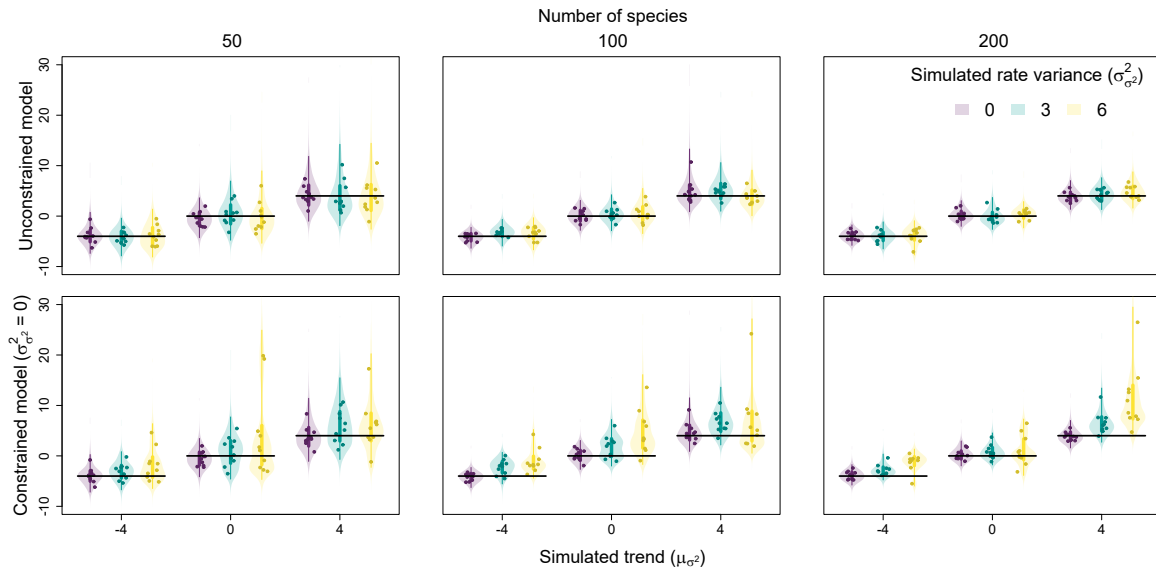 Number of species
50 100 200
Unconstrained model
30
20
10
0
-10
Simulated rate variance (σ²σ²)
0 3 6
Constrained model (σ²σ² = 0)
30
20
10
0
-10
-4 0 4 -4 0 4 -4 0 4
Simulated trend (μσ²)